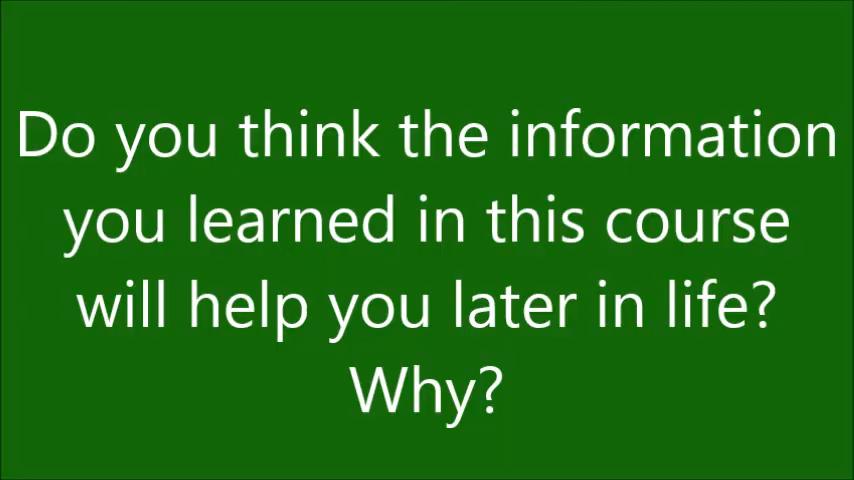 Do you think the information
you learned in this course
will help you later in life?
Why?